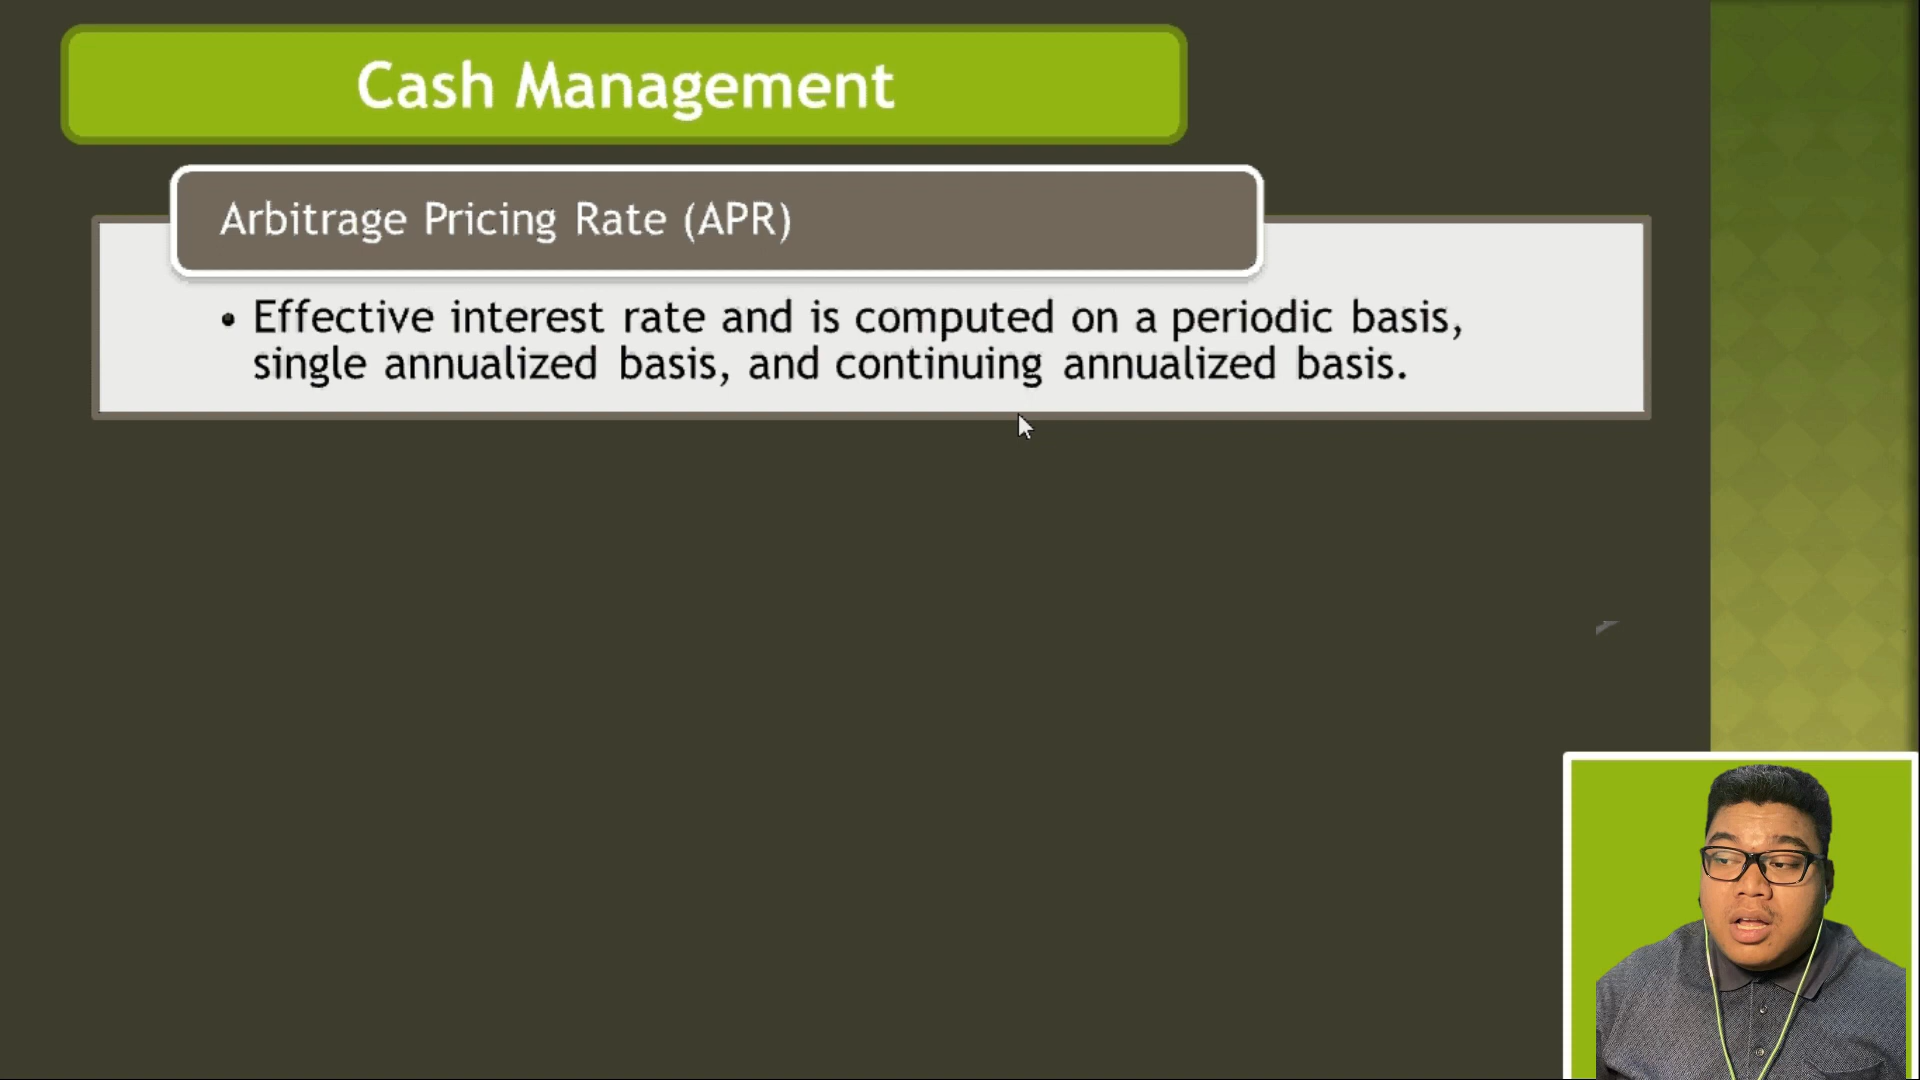 Cash Management
Arbitrage Pricing Rate (APR)
• Effective interest rate and is computed on a periodic basis,
single annualized basis, and continuing annualized basis.